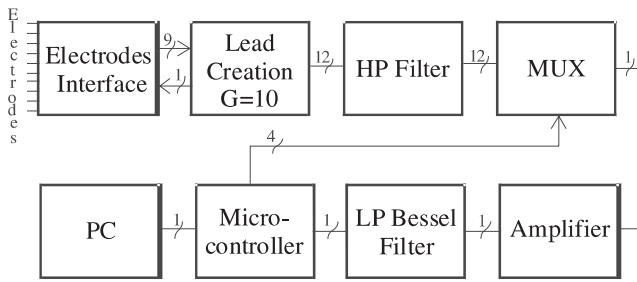 Electrodes
Electrodes
Interface
9
1
Lead
Creation
G=10
12
HP Filter
12
MUX
1
4
PC
1
Micro-
controller
1
LP Bessel
Filter
1
Amplifier